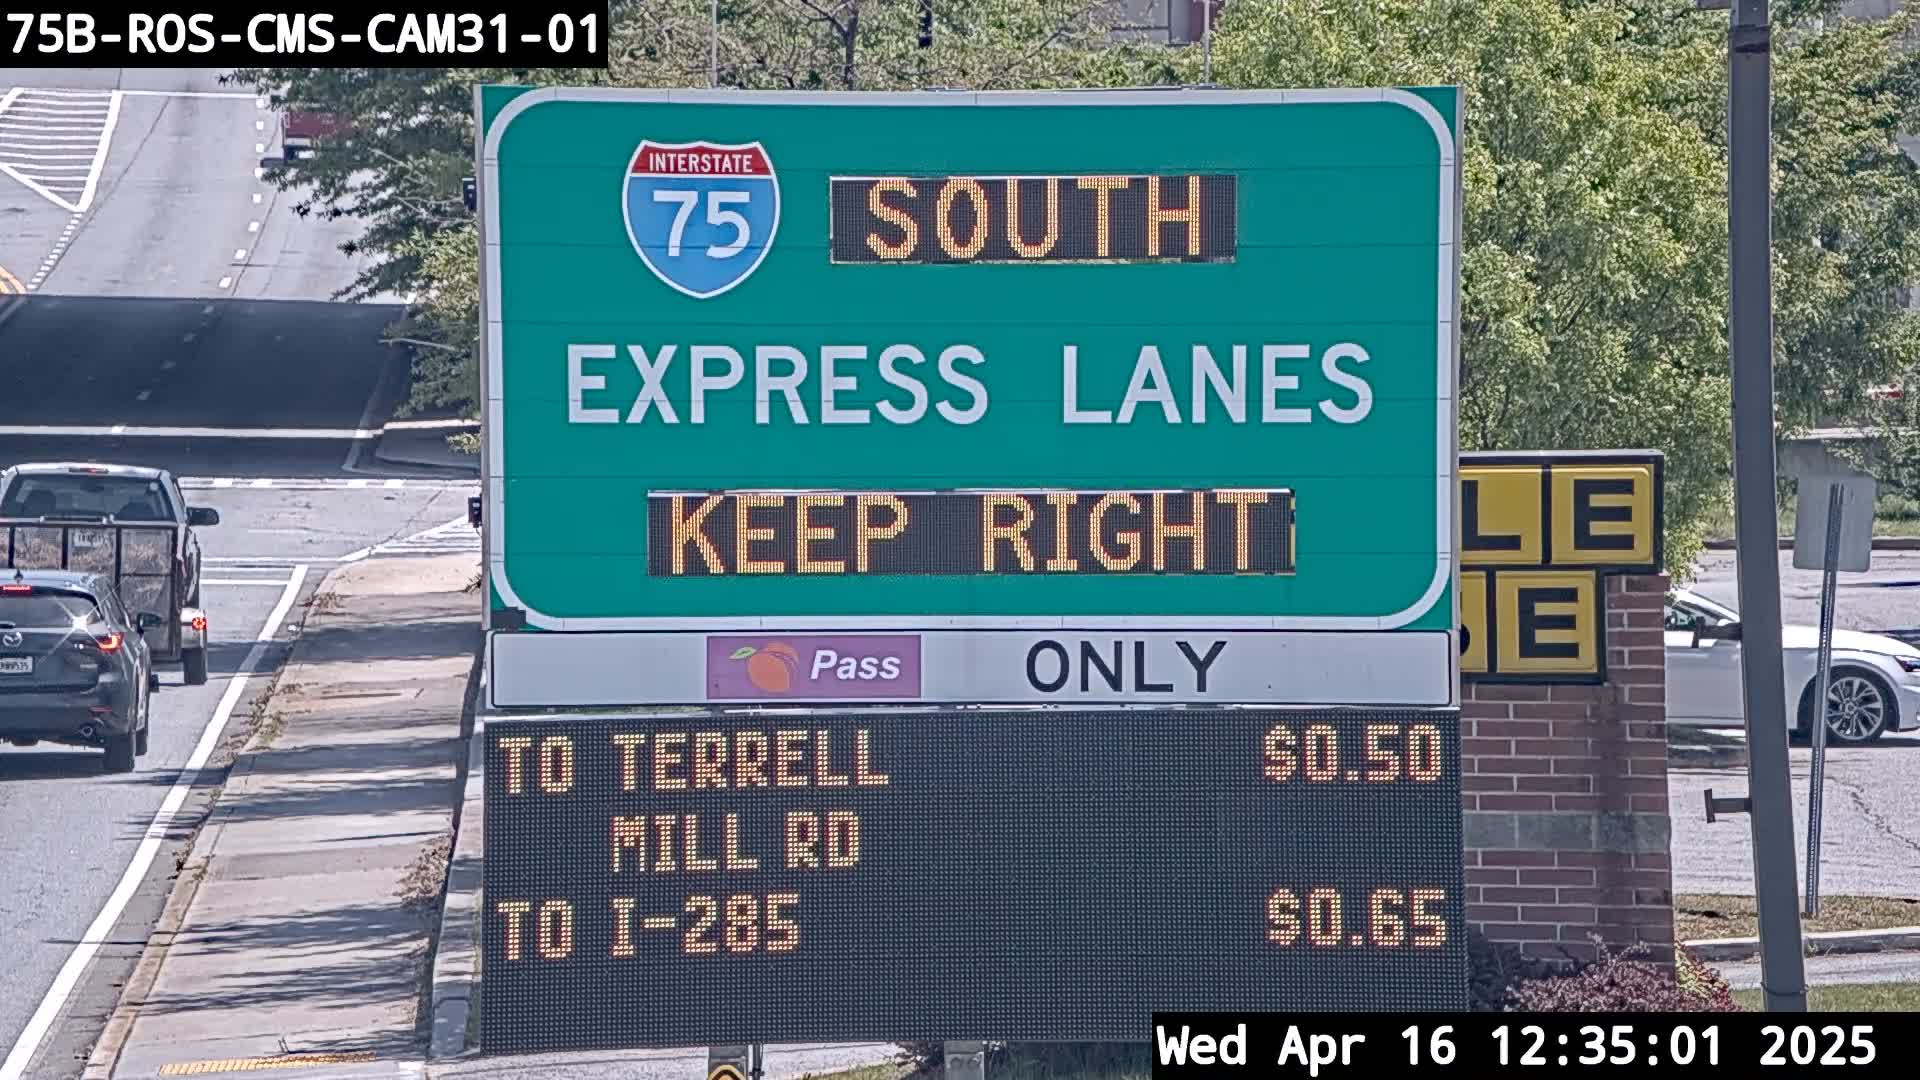 75B-ROS-CMS-CAM31-01
INTERSTATE
75
SOUTH
EXPRESS LANES
KEEP RIGHT
Pass ONLY
TO TERRELL $0.50
MILL RD
TO I-285 $0.65
LE
E
Wed Apr 16 12:35:01 2025